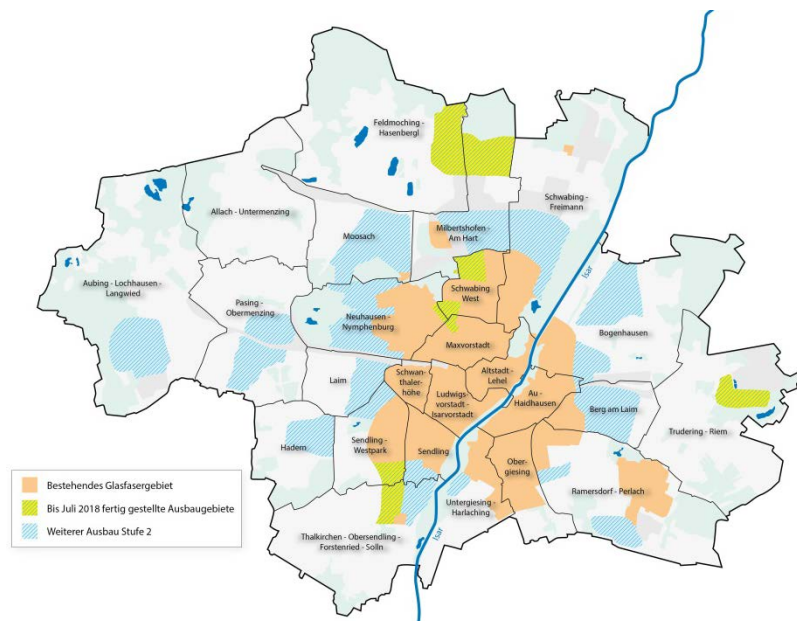 Feldmoching -
Hasenbergl
Schwabing -
Freimann
Allach - Untermenzing
Moosach
Milbertshofen -
Am Hart
Isar
Aubing - Lochhausen -
Langwied
Pasing -
Obermenzing
Neuhausen -
Nymphenburg
Schwabing
West
Bogenhausen
Maxvorstadt
Laim
Schwan-
thaler-
höhe
Altstadt-
Lehel
Ludwigs-
vorstadt -
Isarvorstadt
Au -
Haidhausen
Berg am Laim
Trudering - Riem
Hadern
Sendling -
Westpark
Sendling
Ober-
giesing
Ramersdorf - Perlach
Untergiesing -
Harlaching
Thalkirchen - Obersendling -
Forstenried - Solln
Isar
Bestehendes Glasfasergebiet
Bis Juli 2018 fertig gestellte Ausbaugebiete
Weiterer Ausbau Stufe 2